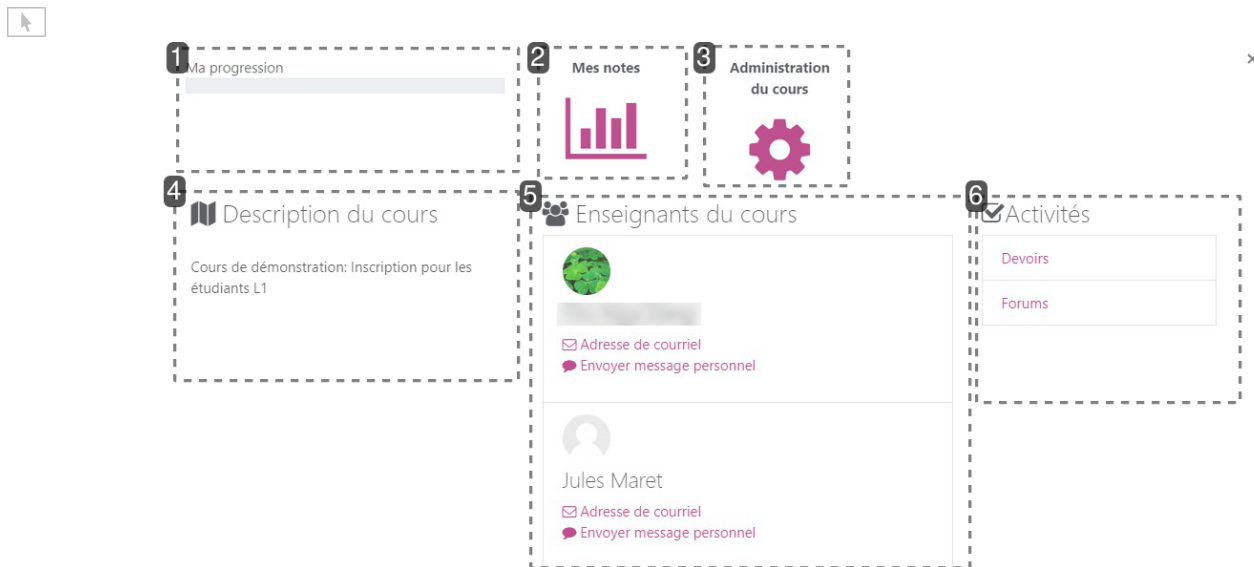 1
Ma progression
2
Mes notes
3
Administration
du cours
4
Description du cours
Cours de démonstration: Inscription pour les
étudiants L1
5
Enseignants du cours
Adresse de courriel
Envoyer message personnel
Jules Maret
Adresse de courriel
Envoyer message personnel
6
Activités
Devoirs
Forums